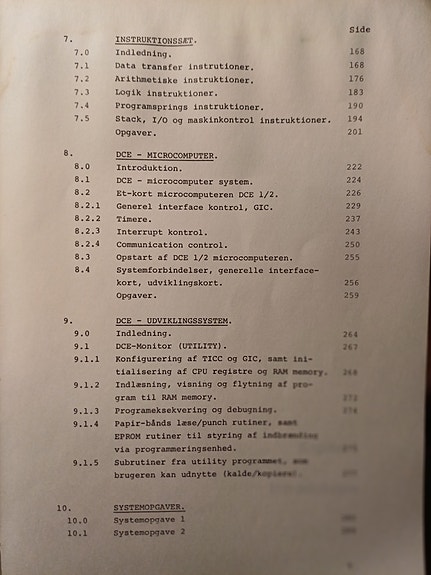 Side
7. INSTRUKTIONSSÆT.
7.0 Indledning. 168
7.1 Data transfer instrutioner. 168
7.2 Arithmetiske instruktioner. 176
7.3 Logik instruktioner. 183
7.4 Programsprings instruktioner. 190
7.5 Stack, I/O og maskinkontrol instruktioner. 194
Opgaver. 201
8. DCE - MICROCOMPUTER.
8.0 Introduktion. 222
8.1 DCE - microcomputer system. 224
8.2 Et-kort microcomputeren DCE 1/2. 226
8.2.1 Generel interface kontrol, GIC. 229
8.2.2 Timere. 237
8.2.3 Interrupt kontrol. 243
8.2.4 Communication control. 250
8.3 Opstart af DCE 1/2 microcomputeren. 255
8.4 Systemforbindelser, generelle interface-
kort, udviklingskort. 256
Opgaver. 259
9. DCE - UDVIKLINGSSYSTEM.
9.0 Indledning. 264
9.1 DCE-Monitor (UTILITY). 267
9.1.1 Konfigurering af TICC og GIC, samt ini-
tialisering af CPU registre og RAM memory. 268
9.1.2 Indlæsning, visning og flytning af pro-
gram til RAM memory.
9.1.3 Programeksekvering og debugning.
9.1.4 Papir-bånds læse/punch rutiner, samt
EPROM rutiner til styring af indbrænding
via programmeringsenhed.
9.1.5 Subrutiner fra utility programmet, som
brugeren kan udnytte (kalde/kopiere).
10. SYSTEMOPGAVER.
10.0 Systemopgave 1
10.1 Systemopgave 2